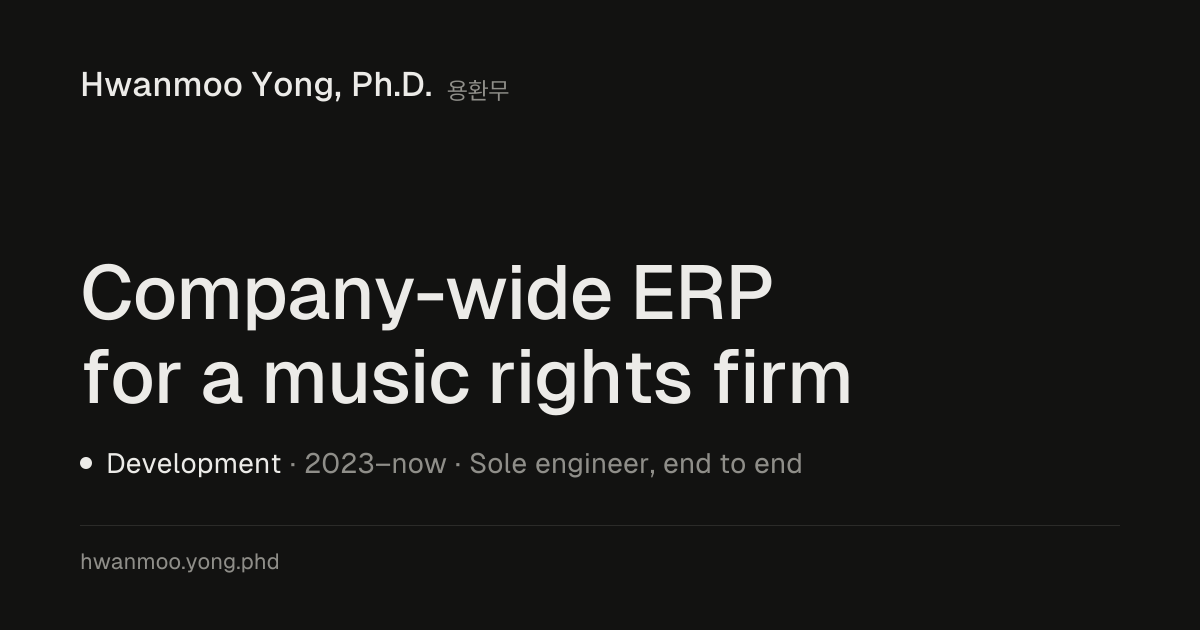 Hwanmoo Yong, Ph.D. 용환무
Company-wide ERP
for a music rights firm
Development · 2023–now · Sole engineer, end to end
hwanmoo.yong.phd